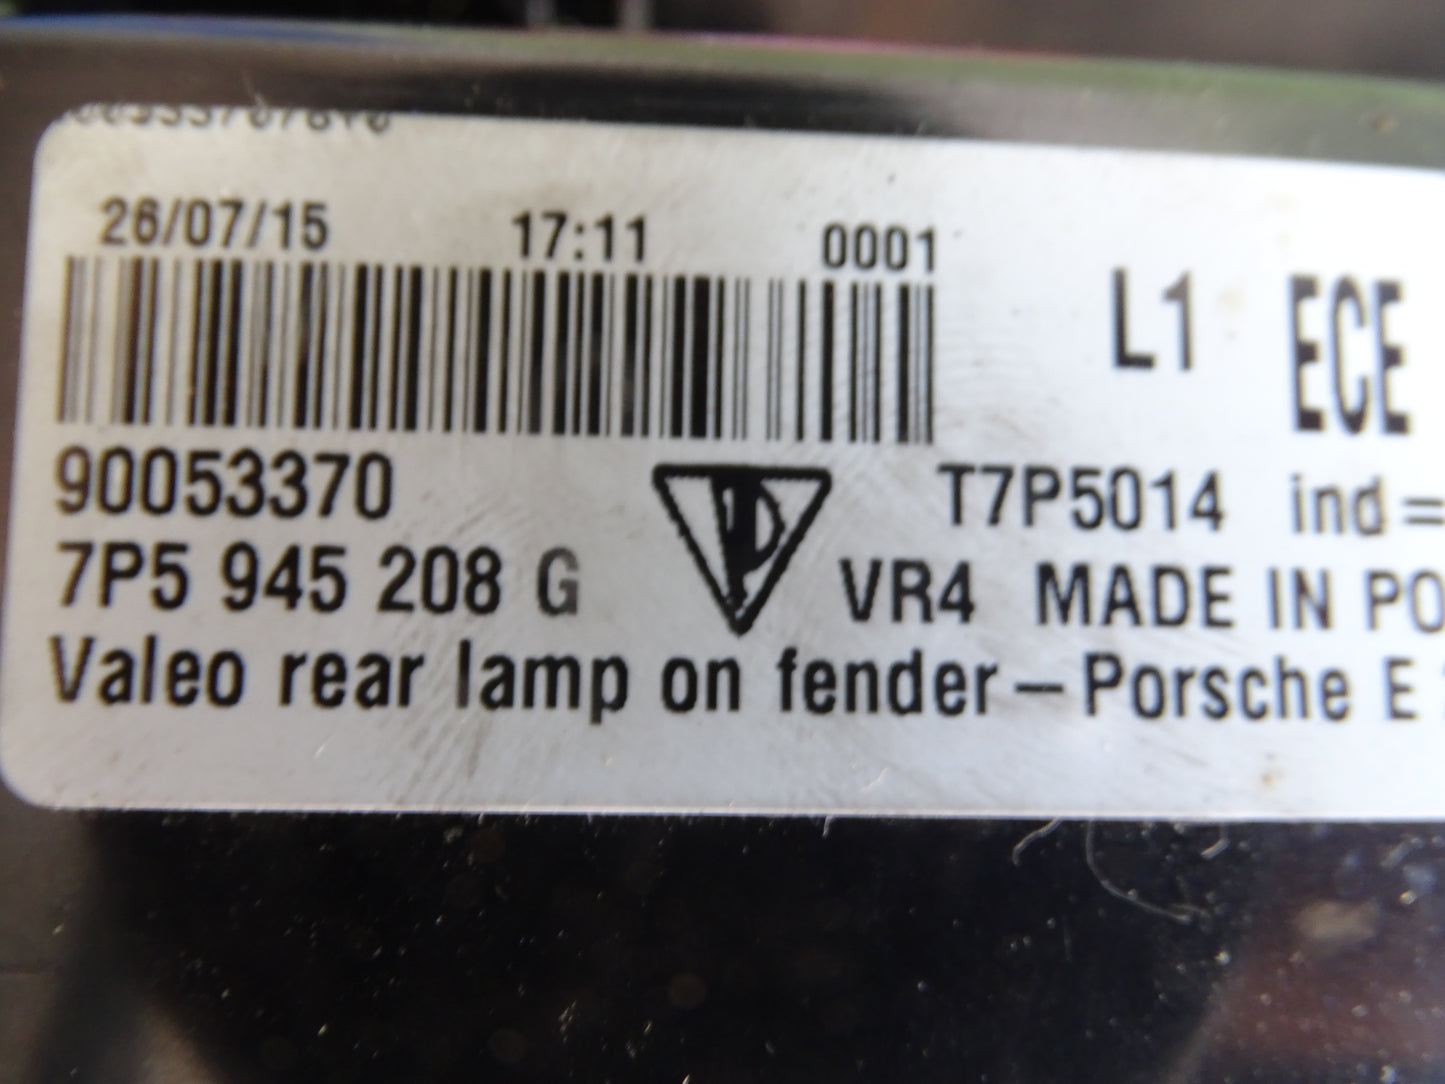 26/07/15 17:11 0001
L1 ECE
90053370 T7P5014 ind =
7P5 945 208 G VR4 MADE IN PO
Valeo rear lamp on fender – Porsche E